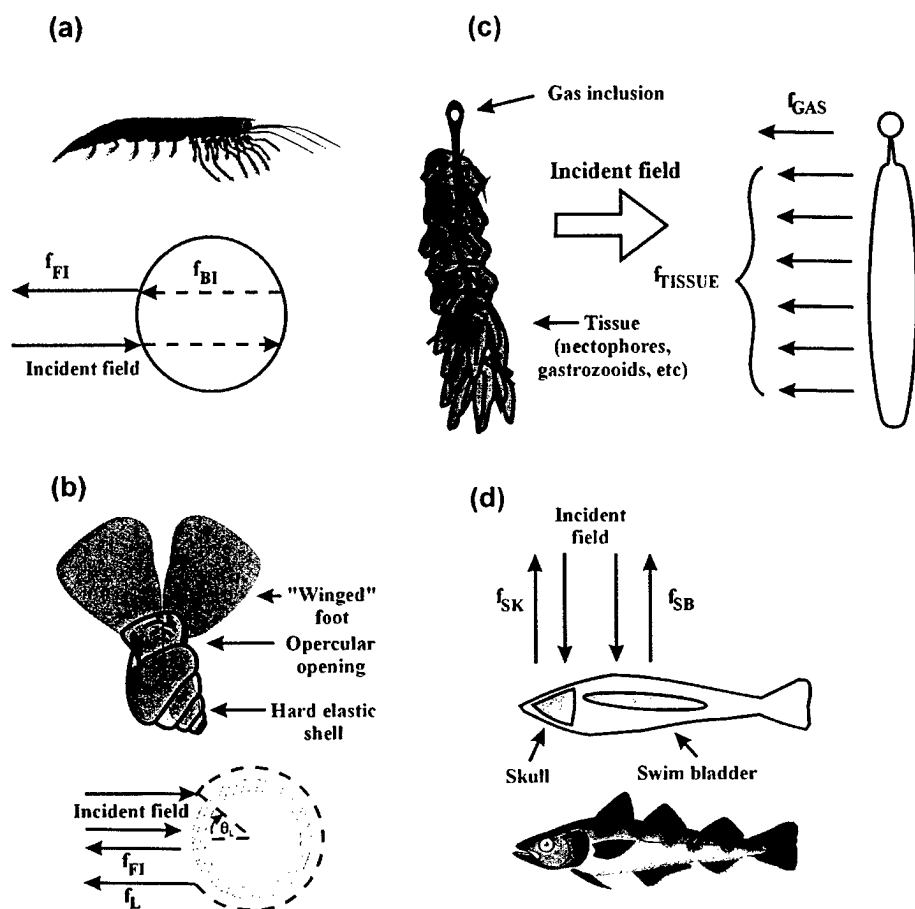 (a)
f_FI
f_BI
Incident field
(b)
"Winged"
foot
Opercular
opening
Hard elastic
shell
Incident field
θ_L
f_FI
f_L
(c)
Gas inclusion
Incident field
Tissue
(nectophores,
gastrozooids, etc)
f_GAS
f_TISSUE
(d)
Incident
field
f_SK
f_SB
Skull
Swim bladder